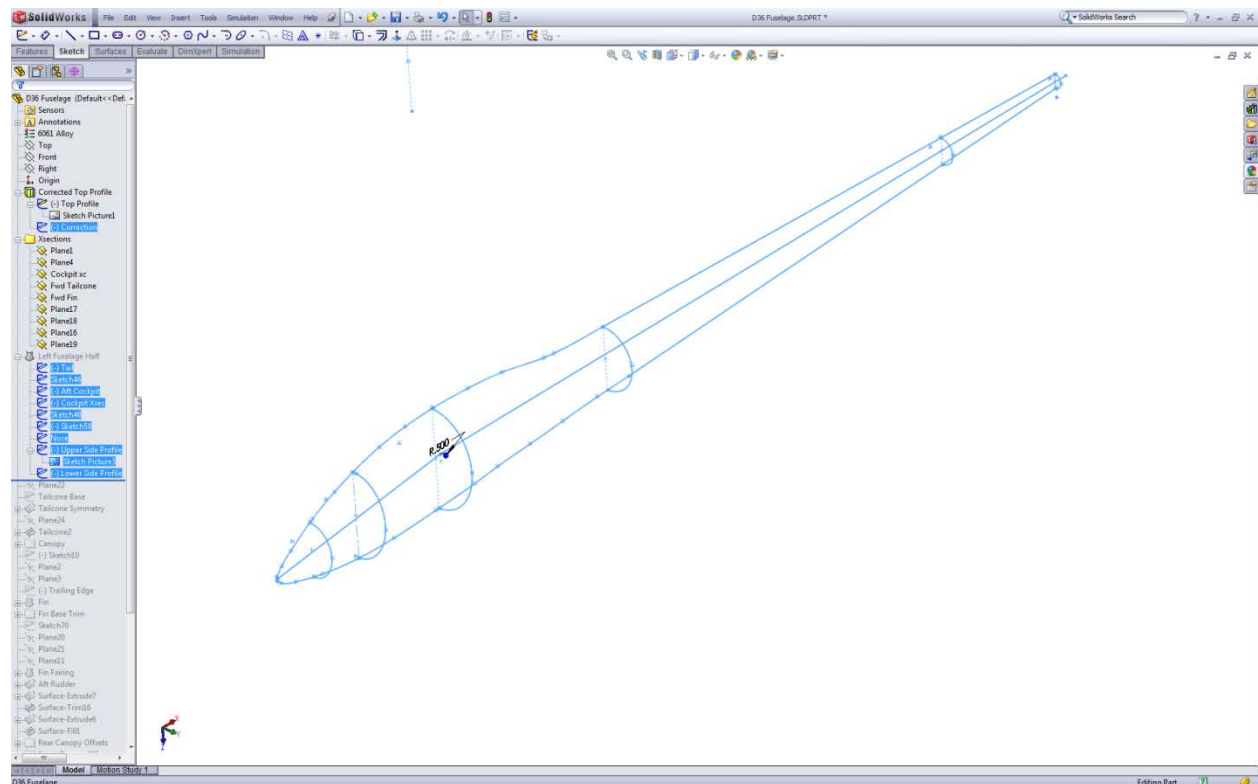 SolidWorks File Edit View Insert Tools Simulation Window Help D36 Fuselage.SLDPRT * SolidWorks Search
Features Sketch Surfaces Evaluate DimXpert Simulation
D36 Fuselage (Default<<Def
Sensors
Annotations
6061 Alloy
Top
Front
Right
Origin
Corrected Top Profile
(-) Top Profile
Sketch Picture1
(-) Correction
Xsections
Plane1
Plane4
Cockpit xc
Fwd Tailcone
Fwd Fin
Plane17
Plane18
Plane16
Plane19
Left Fuselage Half
(-) Tail
Sketch46
(-) Aft Cockpit
(-) Cockpit Xsec
(-) Sketch58
Nose
(-) Upper Side Profile
(-) Lower Side Profile
Plane22
Tailcone Base
Tailcone Symmetry
Plane24
Tailcone2
Canopy
(-) Sketch10
Plane2
Plane3
(-) Trailing Edge
Fin
Fin Base Trim
Sketch70
Plane20
Plane21
Plane11
Fin Fairing
Aft Rudder
Surface-Extrude7
Surface-Trim16
Surface-Extrude6
Surface-Fill1
Rear Canopy Offsets
R.500
X
Y
Z
Model Motion Study 1
D36 Fuselage Editing Part